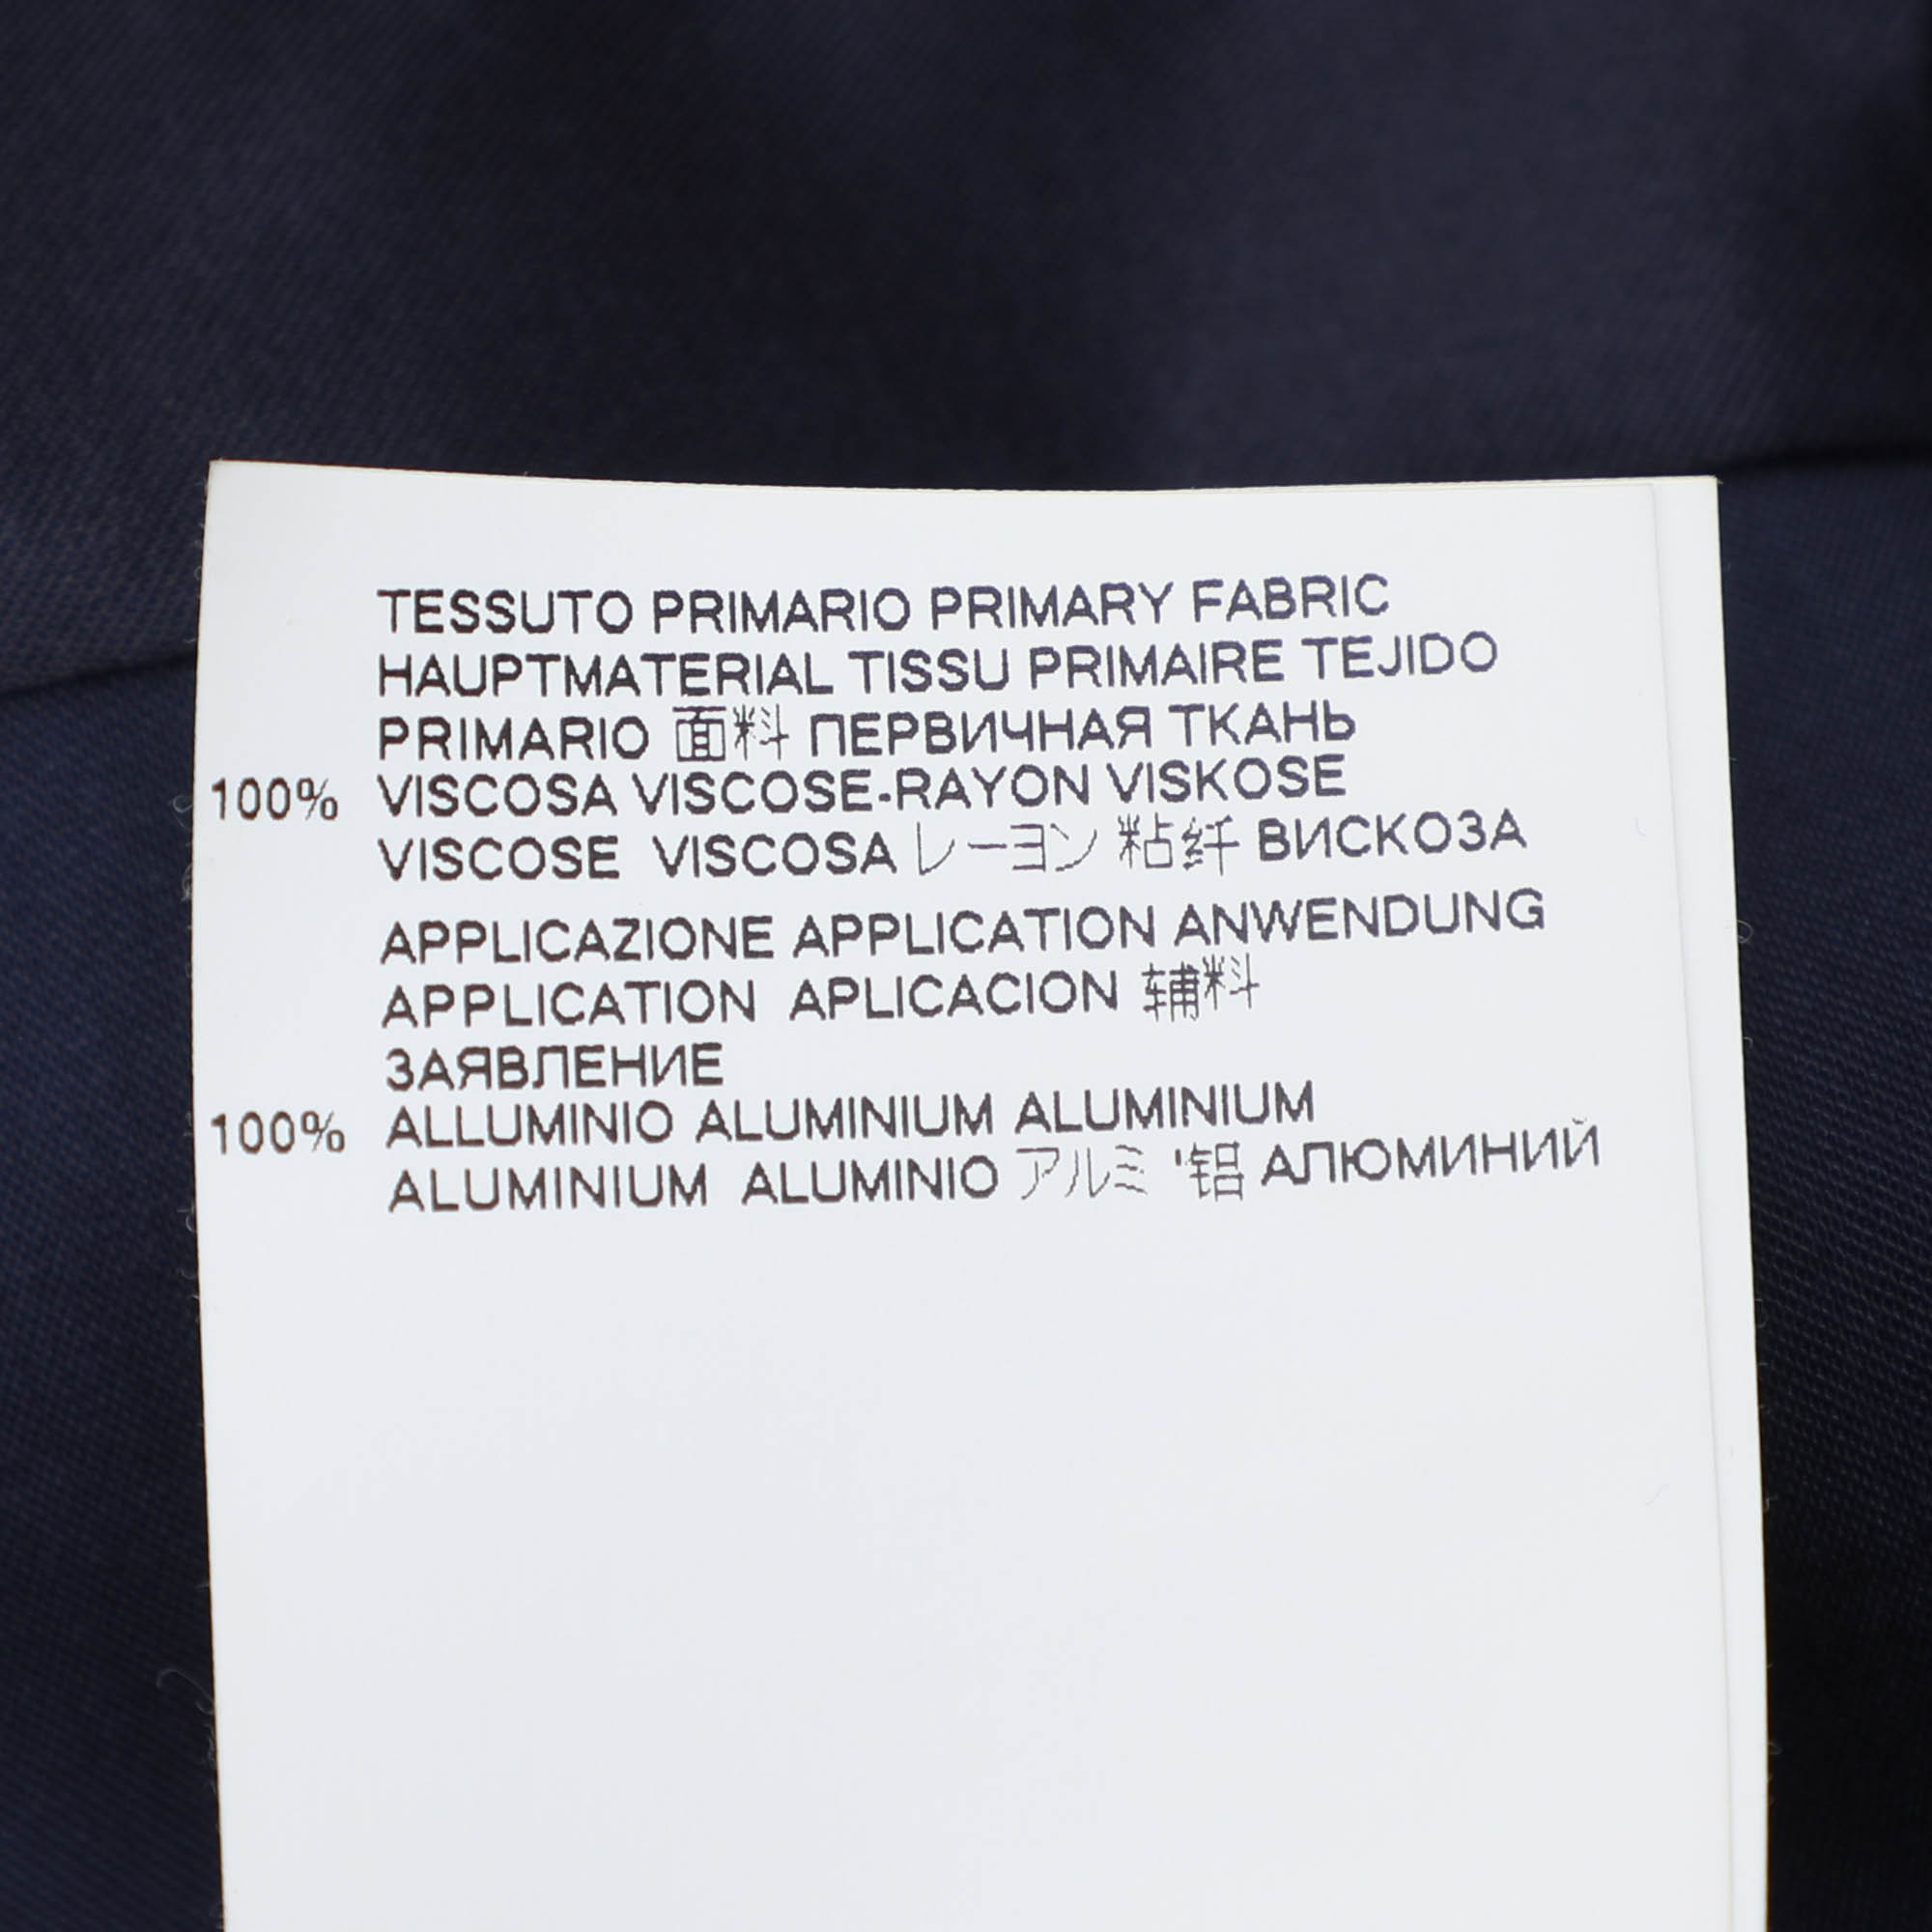 TESSUTO PRIMARIO PRIMARY FABRIC
HAUPTMATERIAL TISSU PRIMAIRE TEJIDO
PRIMARIO 面料 ПЕРВИЧНАЯ ТКАНЬ
100% VISCOSA VISCOSE-RAYON VISKOSE
VISCOSE VISCOSA レーヨン 粘纤 ВИСКОЗА
APPLICAZIONE APPLICATION ANWENDUNG
APPLICATION APLICACION 辅料
ЗАЯВЛЕНИЕ
100% ALLUMINIO ALUMINIUM ALUMINIUM
ALUMINIUM ALUMINIO アルミ '铝 АЛЮМИНИЙ